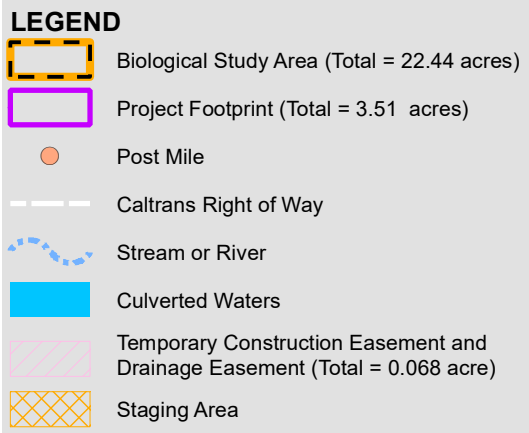 LEGEND
Biological Study Area (Total = 22.44 acres)
Project Footprint (Total = 3.51  acres)
Post Mile
Caltrans Right of Way
Stream or River
Culverted Waters
Temporary Construction Easement and
Drainage Easement (Total = 0.068 acre)
Staging Area